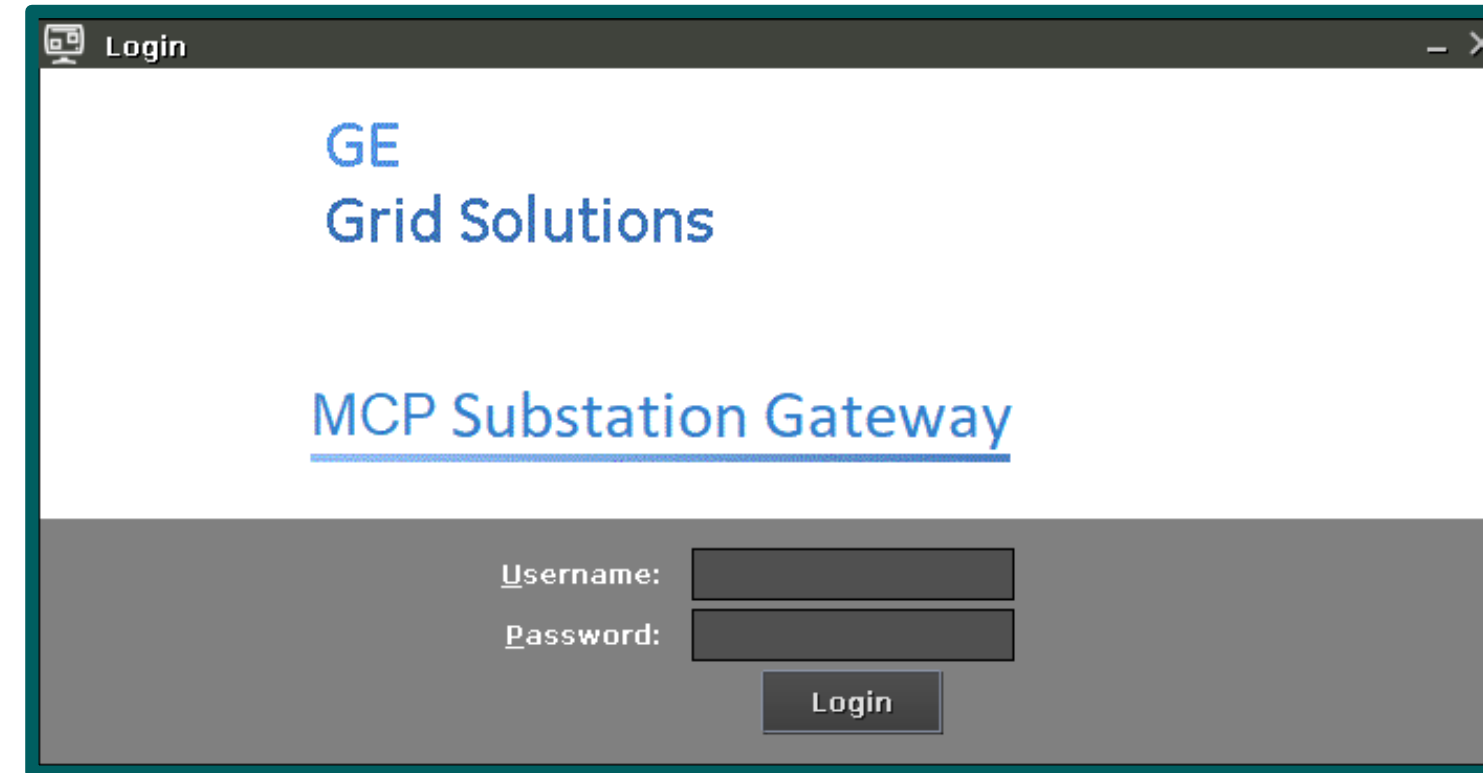 Login
GE
Grid Solutions
MCP Substation Gateway
Username:
Password:
Login